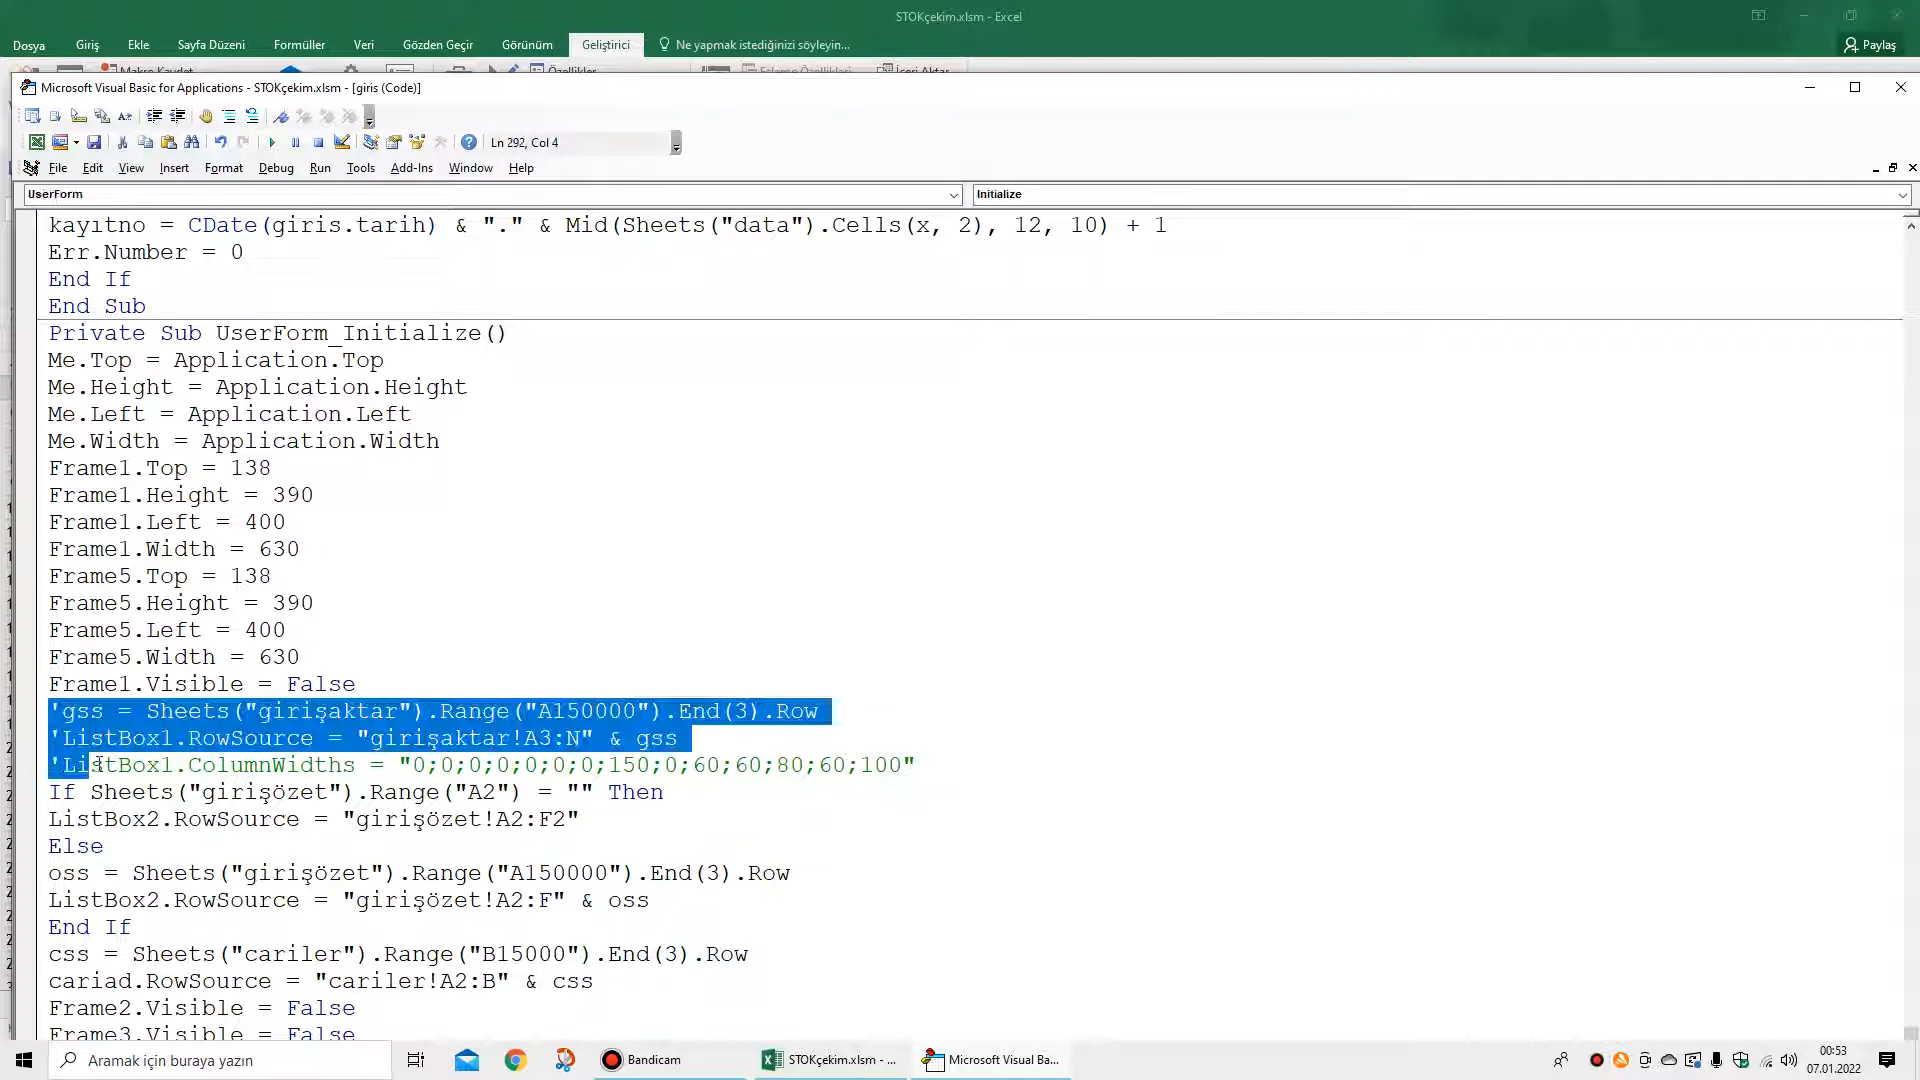 STOKçekim.xlsm - Excel
Dosya Giriş Ekle Sayfa Düzeni Formüller Veri Gözden Geçir Görünüm Geliştirici Ne yapmak istediğinizi söyleyin... Paylaş
Makro Kaydet Özellikler İçeri Aktar
Microsoft Visual Basic for Applications - STOKçekim.xlsm - [giris (Code)]
Ln 292, Col 4
File Edit View Insert Format Debug Run Tools Add-Ins Window Help
UserForm Initialize
kayıtno = CDate(giris.tarih) & "." & Mid(Sheets("data").Cells(x, 2), 12, 10) + 1
Err.Number = 0
End If
End Sub
Private Sub UserForm_Initialize()
Me.Top = Application.Top
Me.Height = Application.Height
Me.Left = Application.Left
Me.Width = Application.Width
Frame1.Top = 138
Frame1.Height = 390
Frame1.Left = 400
Frame1.Width = 630
Frame5.Top = 138
Frame5.Height = 390
Frame5.Left = 400
Frame5.Width = 630
Frame1.Visible = False
'gss = Sheets("girişaktar").Range("A150000").End(3).Row
'ListBox1.RowSource = "girişaktar!A3:N" & gss
'ListBox1.ColumnWidths = "0;0;0;0;0;0;0;150;0;60;60;80;60;100"
If Sheets("girişözet").Range("A2") = "" Then
ListBox2.RowSource = "girişözet!A2:F2"
Else
oss = Sheets("girişözet").Range("A150000").End(3).Row
ListBox2.RowSource = "girişözet!A2:F" & oss
End If
css = Sheets("cariler").Range("B15000").End(3).Row
cariad.RowSource = "cariler!A2:B" & css
Frame2.Visible = False
Frame3.Visible = False
Aramak için buraya yazın Bandicam STOKçekim.xlsm - ... Microsoft Visual Ba... 00:53
07.01.2022